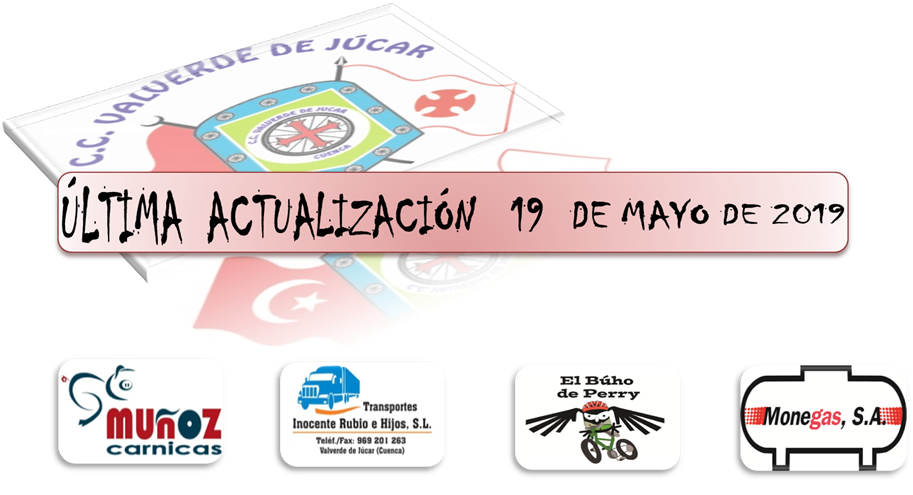 C.C. VALVERDE DE JÚCAR
C.C. VALVERDE DE JUCAR
CUENCA
ÚLTIMA ACTUALIZACIÓN 19 DE MAYO DE 2019
MUÑOZ
carnicas
Transportes
Inocente Rubio e Hijos, S.L.
Teléf./Fax: 969 201 263
Valverde de Júcar (Cuenca)
El Búho
de Perry
Monegas, S.A.